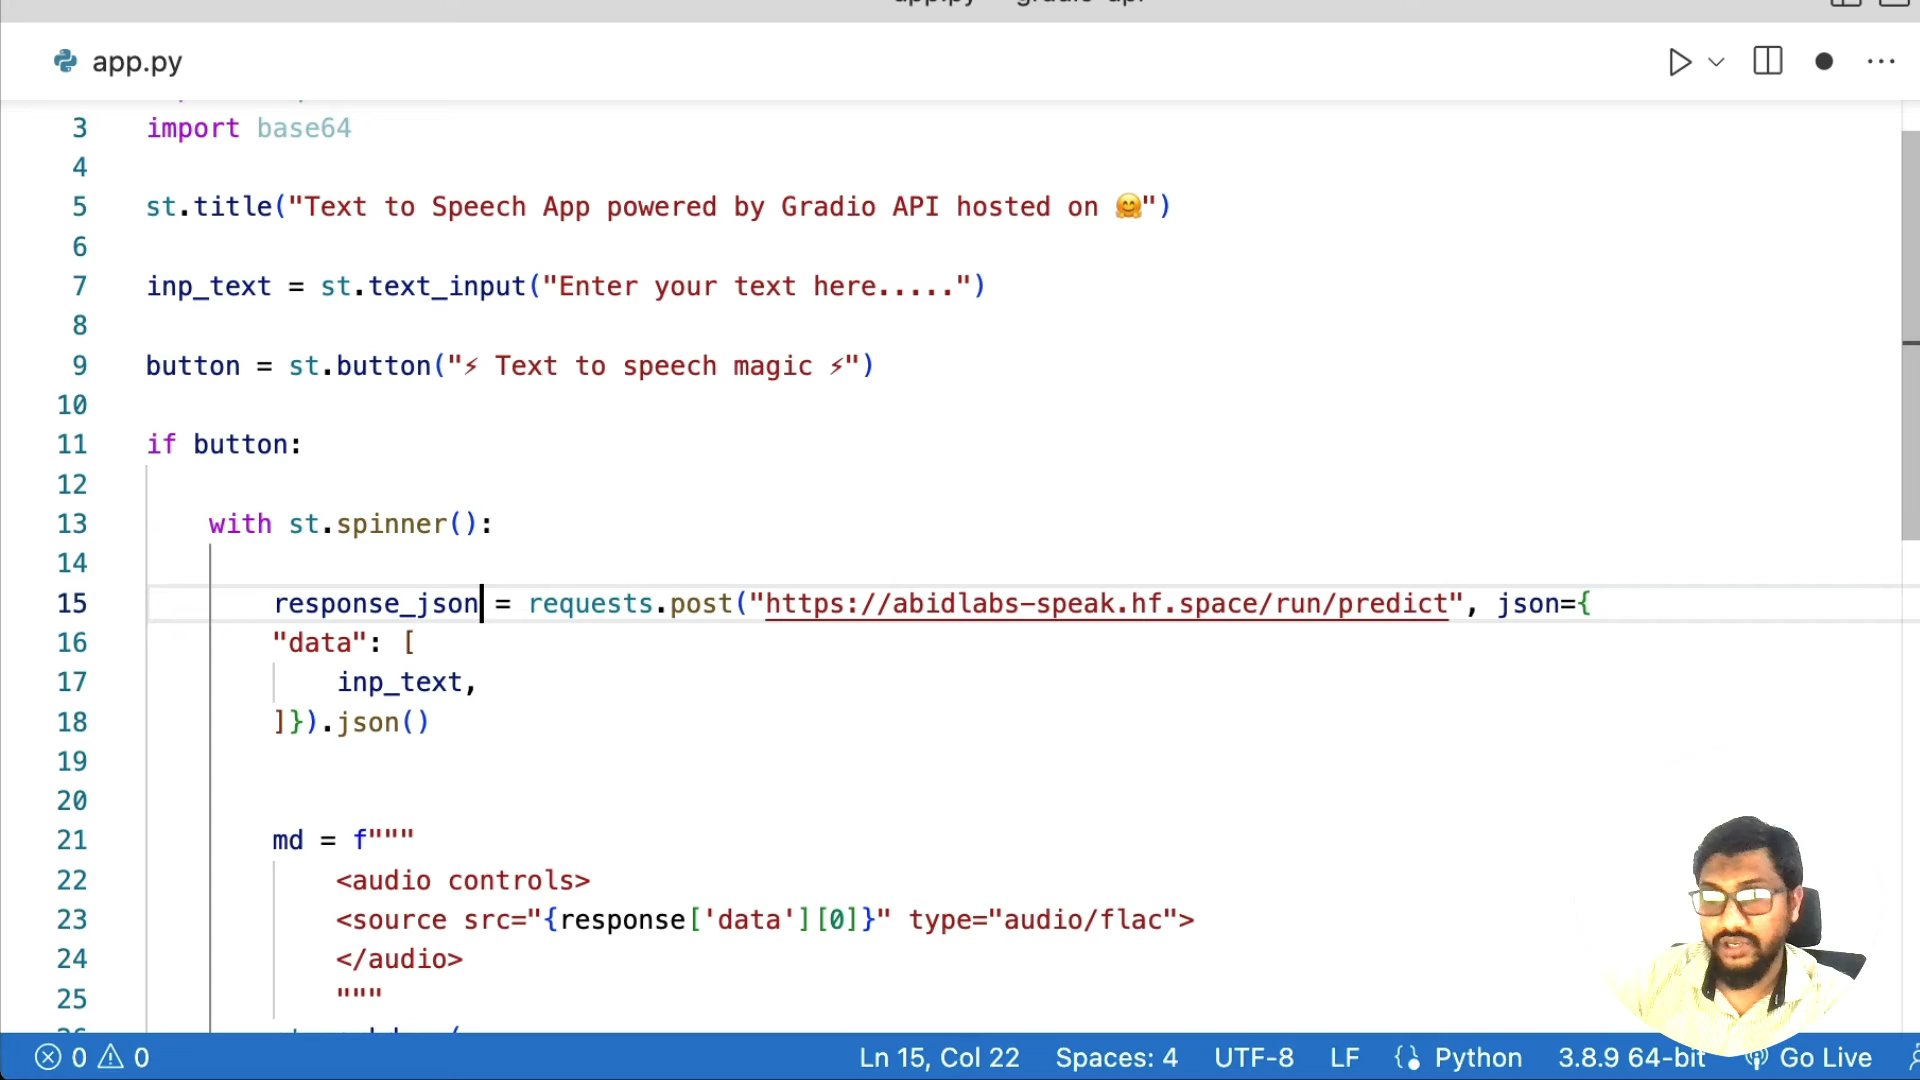 app.py
3 import base64
4
5 st.title("Text to Speech App powered by Gradio API hosted on 🤗")
6
7 inp_text = st.text_input("Enter your text here.....")
8
9 button = st.button("⚡ Text to speech magic ⚡")
10
11 if button:
12
13 with st.spinner():
14
15 response_json = requests.post("https://abidlabs-speak.hf.space/run/predict", json={
16 "data": [
17 inp_text,
18 ]}).json()
19
20
21 md = f"""
22 <audio controls>
23 <source src="{response['data'][0]}" type="audio/flac">
24 </audio>
25 """
0 0 Ln 15, Col 22 Spaces: 4 UTF-8 LF Python 3.8.9 64-bit Go Live